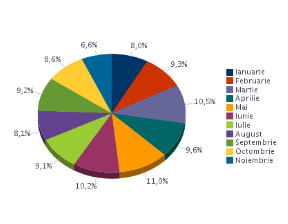 6,6%
8,0%
8,6%
9,3%
9,2%
10,5%
8,1%
9,6%
9,1%
11,0%
10,2%
Ianuarie
Februarie
Martie
Aprilie
Mai
Iunie
Iulie
August
Septembrie
Octombrie
Noiembrie